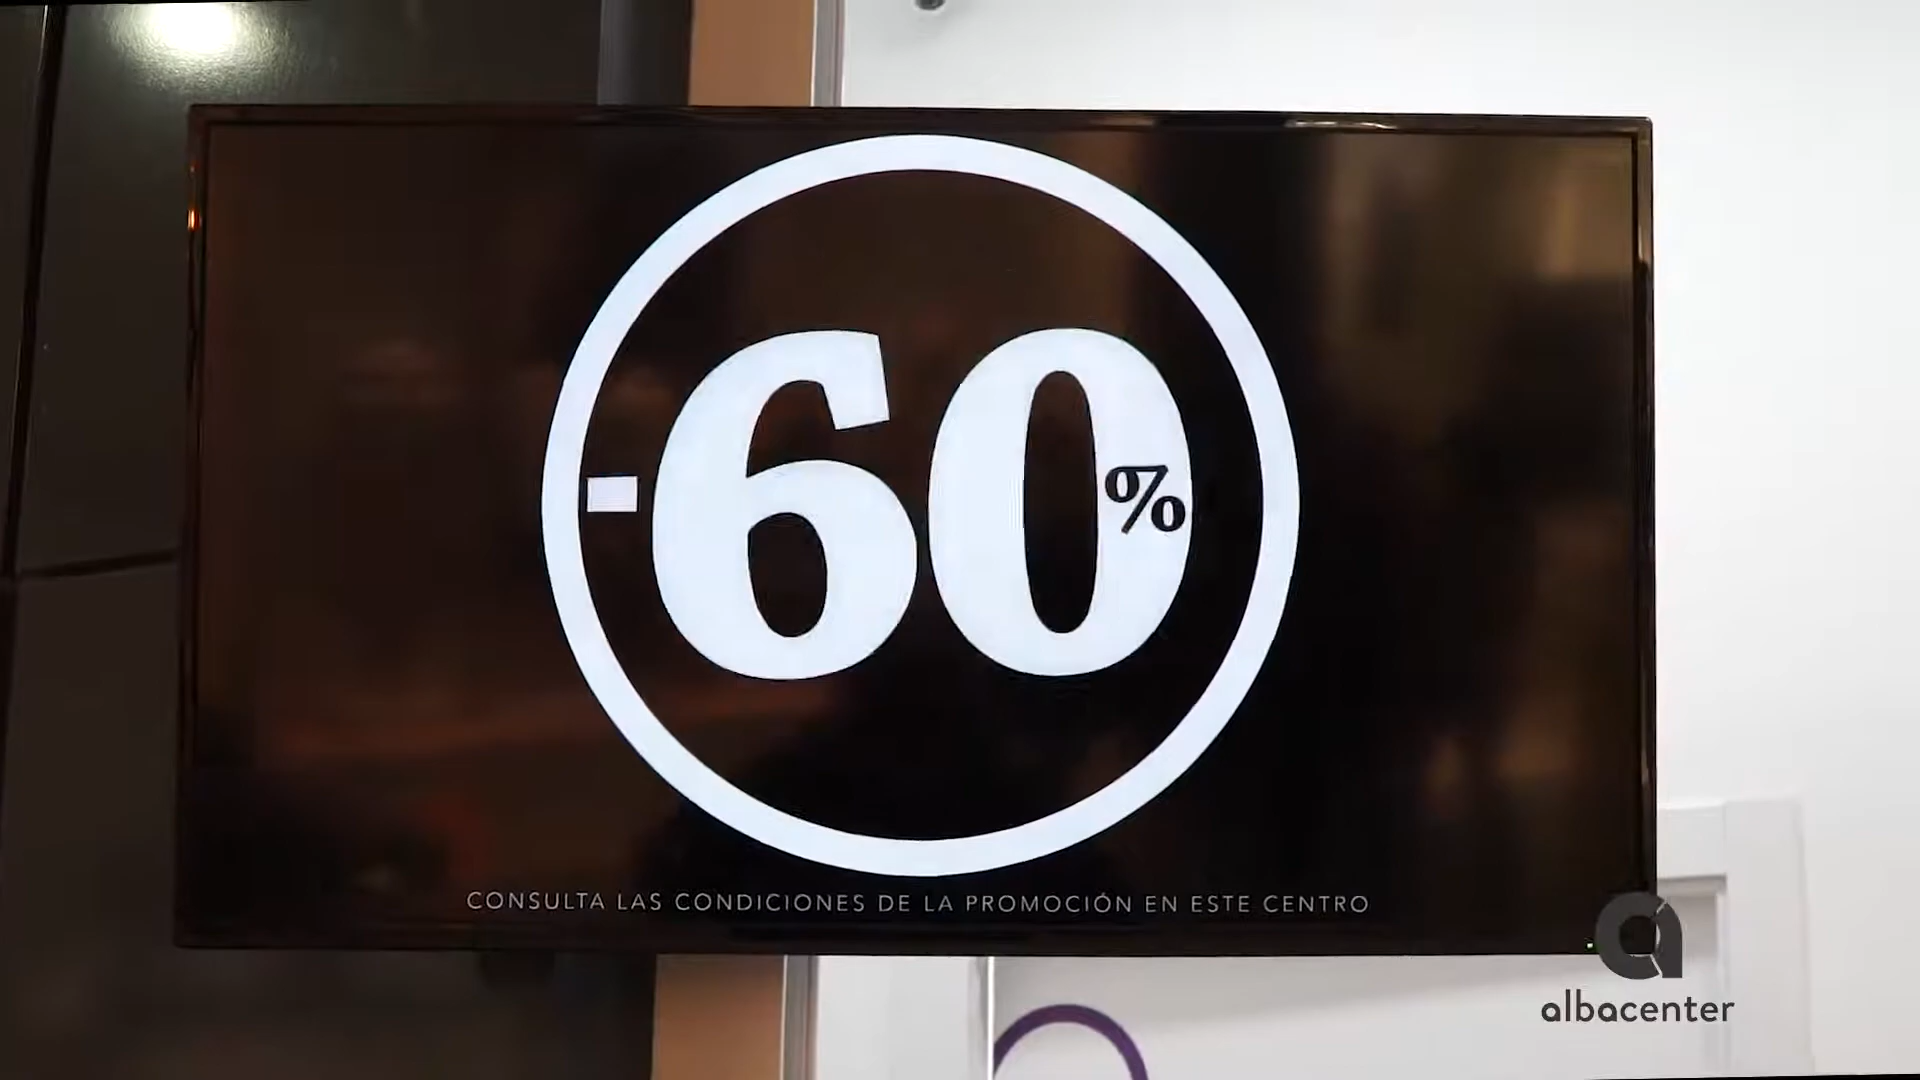 -60%
CONSULTA LAS CONDICIONES DE LA PROMOCIÓN EN ESTE CENTRO
albacenter